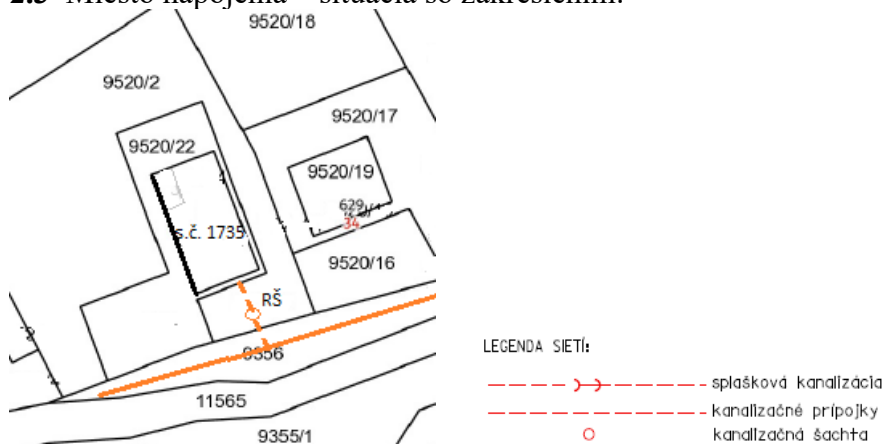 2.3 Miesto napojenia – situácia so zakreslením:
9520/18
9520/2
9520/17
9520/22
9520/19
629
34
s.č. 1735
9520/16
RŠ
9356
11565
9355/1
LEGENDA SIETÍ:
splašková kanalizácia
kanalizačné prípojky
kanalizačná šachta